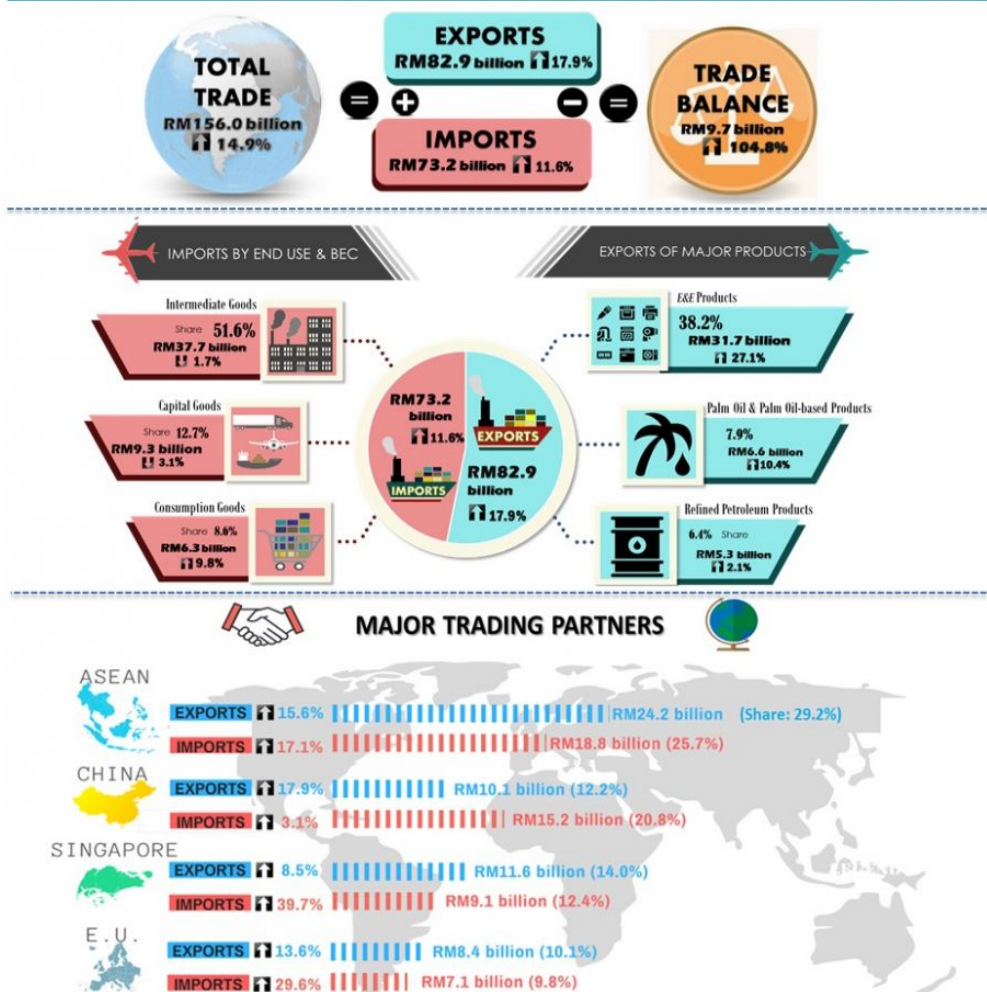 TOTAL
TRADE
RM156.0 billion
14.9%
=
EXPORTS
RM82.9 billion 17.9%
+
−
IMPORTS
RM73.2 billion 11.6%
=
TRADE
BALANCE
RM9.7 billion
104.8%
IMPORTS BY END USE & BEC
Intermediate Goods
Share 51.6%
RM37.7 billion
1.7%
Capital Goods
Share 12.7%
RM9.3 billion
3.1%
Consumption Goods
Share 8.6%
RM6.3 billion
9.8%
RM73.2
billion
11.6%
IMPORTS
EXPORTS
RM82.9
billion
17.9%
EXPORTS OF MAJOR PRODUCTS
E&E Products
38.2%
RM31.7 billion
27.1%
Palm Oil & Palm Oil-based Products
7.9%
RM6.6 billion
10.4%
Refined Petroleum Products
6.4% Share
RM5.3 billion
2.1%
MAJOR TRADING PARTNERS
ASEAN
EXPORTS 15.6% RM24.2 billion (Share: 29.2%)
IMPORTS 17.1% RM18.8 billion (25.7%)
CHINA
EXPORTS 17.9% RM10.1 billion (12.2%)
IMPORTS 3.1% RM15.2 billion (20.8%)
SINGAPORE
EXPORTS 8.5% RM11.6 billion (14.0%)
IMPORTS 39.7% RM9.1 billion (12.4%)
E.U.
EXPORTS 13.6% RM8.4 billion (10.1%)
IMPORTS 29.6% RM7.1 billion (9.8%)